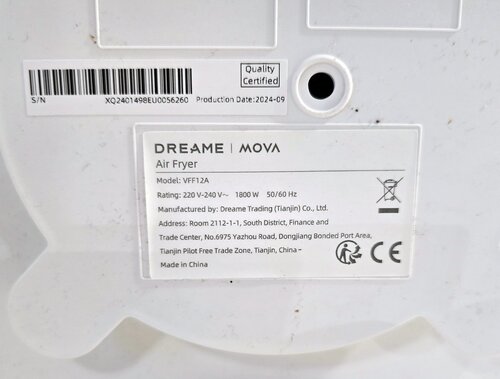 Quality
Certified
S/N XQ2401498EU0056260 Production Date:2024-09
DREAME | MOVA
Air Fryer
Model: VFF12A
Rating: 220 V-240 V~ 1800 W 50/60 Hz
Manufactured by: Dreame Trading (Tianjin) Co., Ltd.
Address: Room 2112-1-1, South District, Finance and
Trade Center, No.6975 Yazhou Road, Dongjiang Bonded Port Area,
Tianjin Pilot Free Trade Zone, Tianjin, China
Made in China
CE